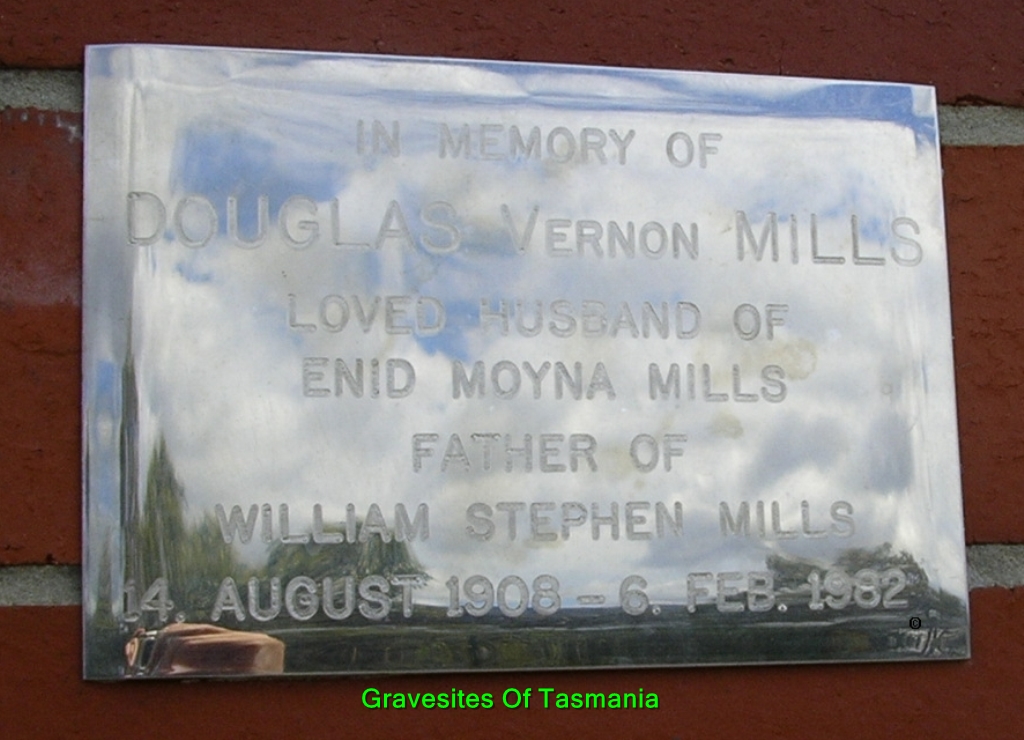 IN MEMORY OF
DOUGLAS VERNON MILLS
LOVED HUSBAND OF
ENID MOYNA MILLS
FATHER OF
WILLIAM STEPHEN MILLS
14. AUGUST 1908 – 6. FEB. 1982
©
Gravesites Of Tasmania